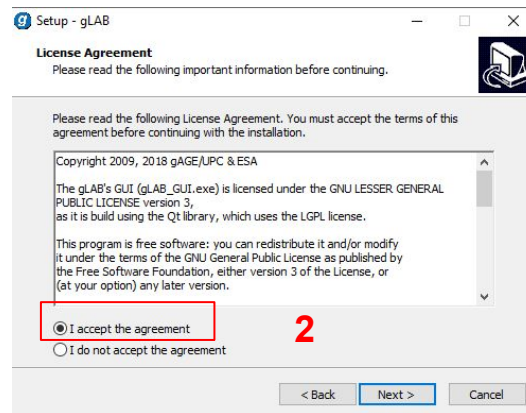 Setup - gLAB
License Agreement
Please read the following important information before continuing.
Please read the following License Agreement. You must accept the terms of this
agreement before continuing with the installation.
Copyright 2009, 2018 gAGE/UPC & ESA
The gLAB's GUI (gLAB_GUI.exe) is licensed under the GNU LESSER GENERAL
PUBLIC LICENSE version 3,
as it is build using the Qt library, which uses the LGPL license.
This program is free software: you can redistribute it and/or modify
it under the terms of the GNU General Public License as published by
the Free Software Foundation, either version 3 of the License, or
(at your option) any later version.
I accept the agreement
2
I do not accept the agreement
< Back Next > Cancel